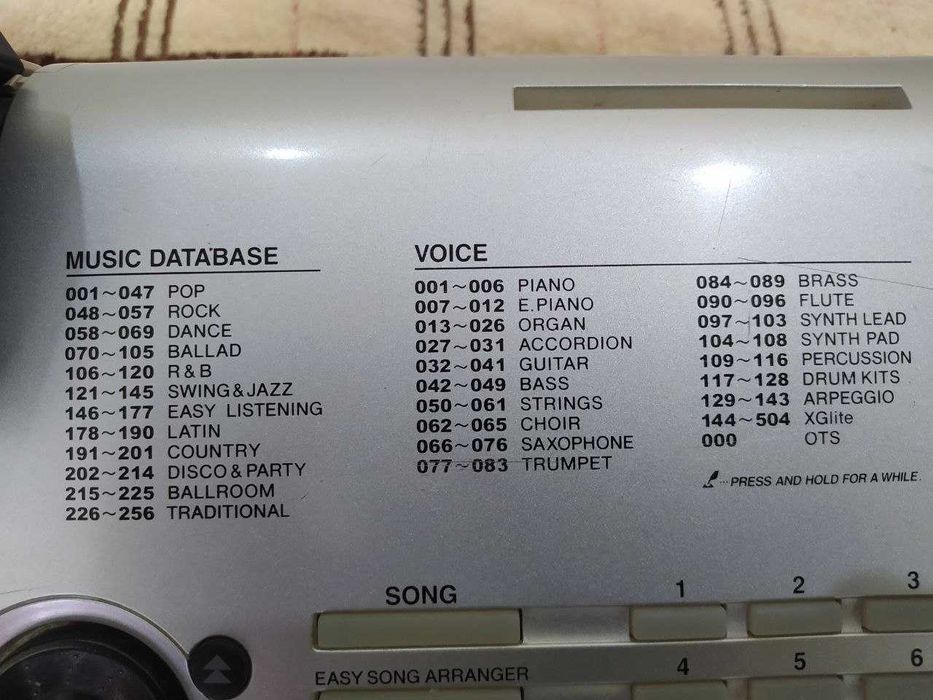 MUSIC DATABASE
001~047 POP
048~057 ROCK
058~069 DANCE
070~105 BALLAD
106~120 R&B
121~145 SWING&JAZZ
146~177 EASY LISTENING
178~190 LATIN
191~201 COUNTRY
202~214 DISCO&PARTY
215~225 BALLROOM
226~256 TRADITIONAL
VOICE
001~006 PIANO
007~012 E.PIANO
013~026 ORGAN
027~031 ACCORDION
032~041 GUITAR
042~049 BASS
050~061 STRINGS
062~065 CHOIR
066~076 SAXOPHONE
077~083 TRUMPET
084~089 BRASS
090~096 FLUTE
097~103 SYNTH LEAD
104~108 SYNTH PAD
109~116 PERCUSSION
117~128 DRUM KITS
129~143 ARPEGGIO
144~504 XGlite
000 OTS
···PRESS AND HOLD FOR A WHILE.
SONG
1 2 3
EASY SONG ARRANGER
4 5 6